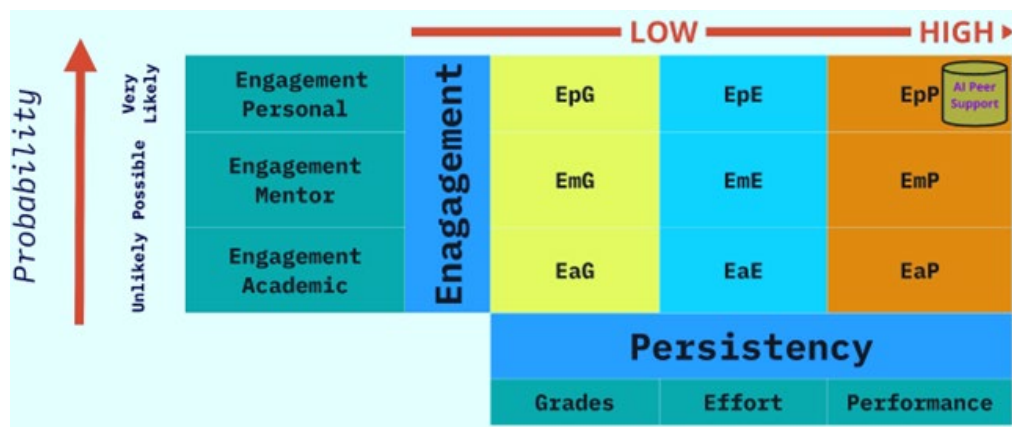 LOW
HIGH
Probability
Very
Likely
Possible
Unlikely
Engagement
Personal
Engagement
Mentor
Engagement
Academic
Enagagement
EpG
EpE
EpP
AI Peer
Support
EmG
EmE
EmP
EaG
EaE
EaP
Persistency
Grades
Effort
Performance